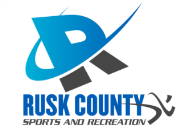 R
RUSK COUNTY
SPORTS AND RECREATION